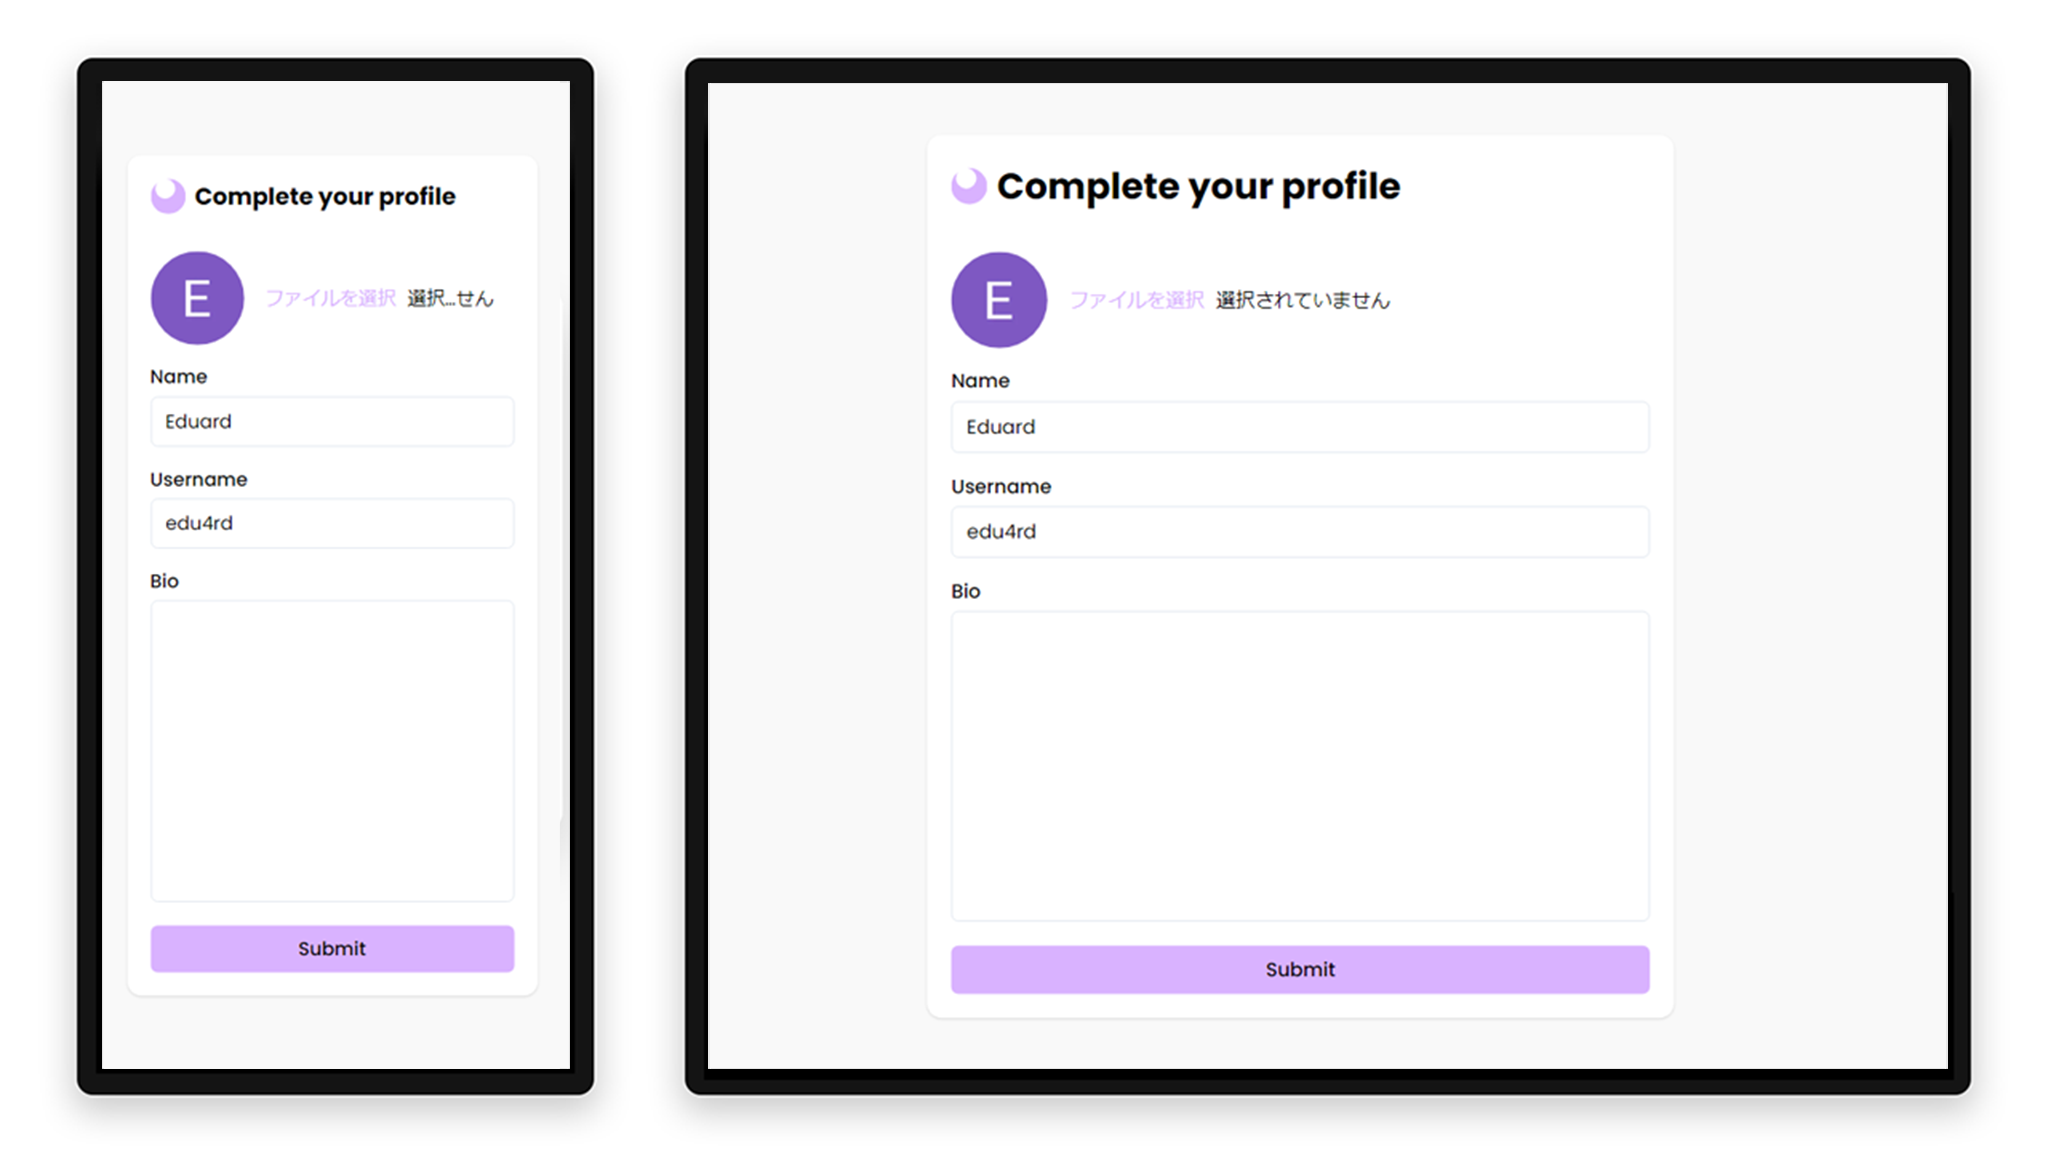 Complete your profile
E
ファイルを選択 選択...せん
Name
Eduard
Username
edu4rd
Bio
Submit
Complete your profile
E
ファイルを選択 選択されていません
Name
Eduard
Username
edu4rd
Bio
Submit